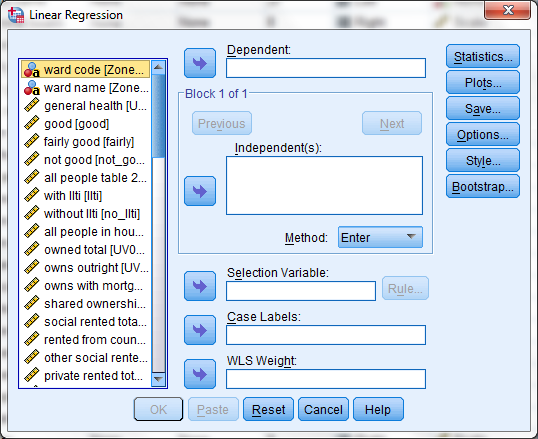 Linear Regression
ward code [Zone...
ward name [Zone...
general health [U...
good [good]
fairly good [fairly]
not good [not_go...
all people table 2...
with llti [llti]
without llti [no_llti]
all people in hou...
owned total [UV0...
owns outright [UV...
owns with mortg...
shared ownershi...
social rented tota...
rented from coun...
other social rente...
private rented tot...
Dependent:
Block 1 of 1
Previous
Next
Independent(s):
Method:
Enter
Selection Variable:
Rule...
Case Labels:
WLS Weight:
Statistics...
Plots...
Save...
Options...
Style...
Bootstrap...
OK
Paste
Reset
Cancel
Help